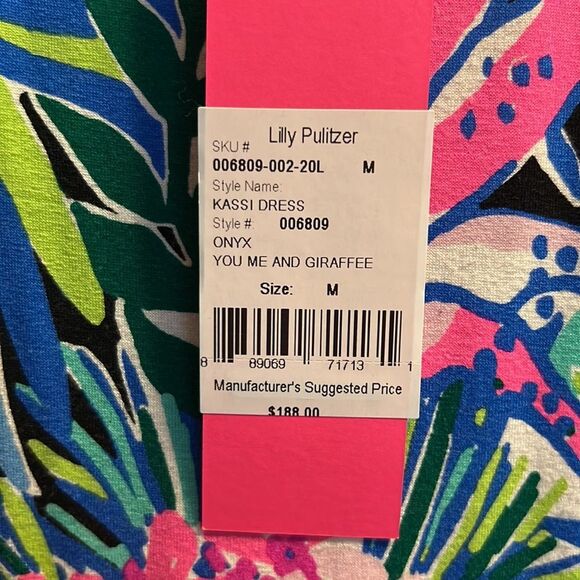 Lilly Pulitzer
SKU #
006809-002-20L M
Style Name:
KASSI DRESS
Style #: 006809
ONYX
YOU ME AND GIRAFFEE
Size: M
8 89069 71713 1
Manufacturer's Suggested Price
$188.00